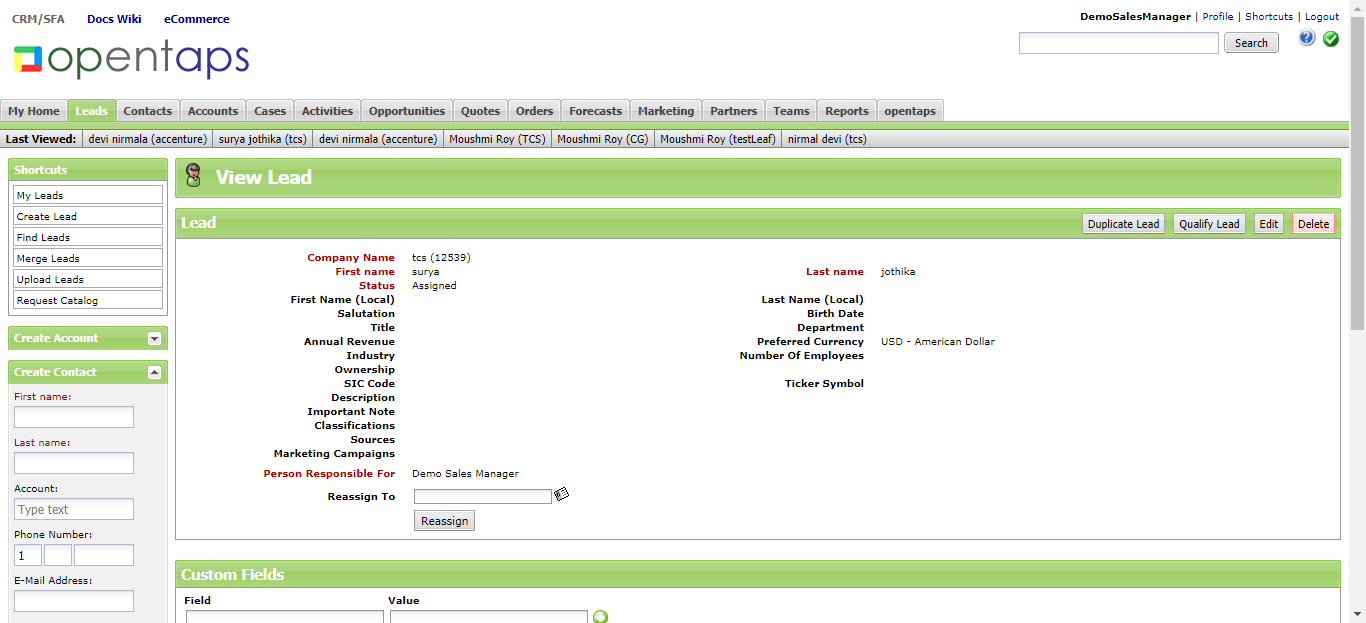 CRM/SFA Docs Wiki eCommerce
DemoSalesManager | Profile | Shortcuts | Logout
opentaps
Search
My Home Leads Contacts Accounts Cases Activities Opportunities Quotes Orders Forecasts Marketing Partners Teams Reports opentaps
Last Viewed: devi nirmala (accenture) surya jothika (tcs) devi nirmala (accenture) Moushmi Roy (TCS) Moushmi Roy (CG) Moushmi Roy (testLeaf) nirmal devi (tcs)
Shortcuts
My Leads
Create Lead
Find Leads
Merge Leads
Upload Leads
Request Catalog
Create Account
Create Contact
First name:
Last name:
Account:
Type text
Phone Number:
1
E-Mail Address:
View Lead
Lead
Duplicate Lead Qualify Lead Edit Delete
Company Name tcs (12539)
First name surya Last name jothika
Status Assigned
First Name (Local) Last Name (Local)
Salutation Birth Date
Title Department
Annual Revenue Preferred Currency USD - American Dollar
Industry Number Of Employees
Ownership
SIC Code Ticker Symbol
Description
Important Note
Classifications
Sources
Marketing Campaigns
Person Responsible For Demo Sales Manager
Reassign To
Reassign
Custom Fields
Field Value